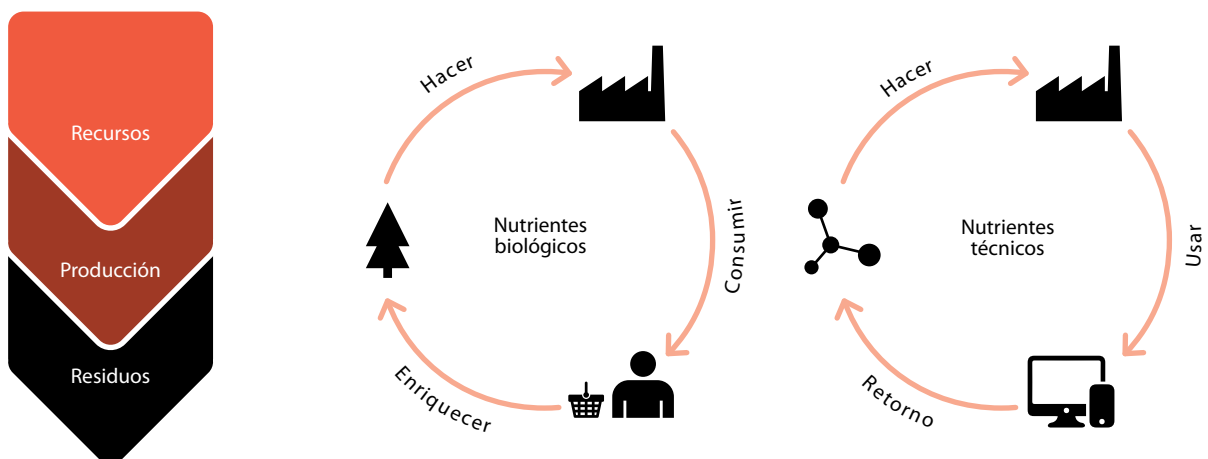 Recursos
Producción
Residuos
Hacer
Nutrientes
biológicos
Consumir
Enriquecer
Hacer
Nutrientes
técnicos
Usar
Retorno